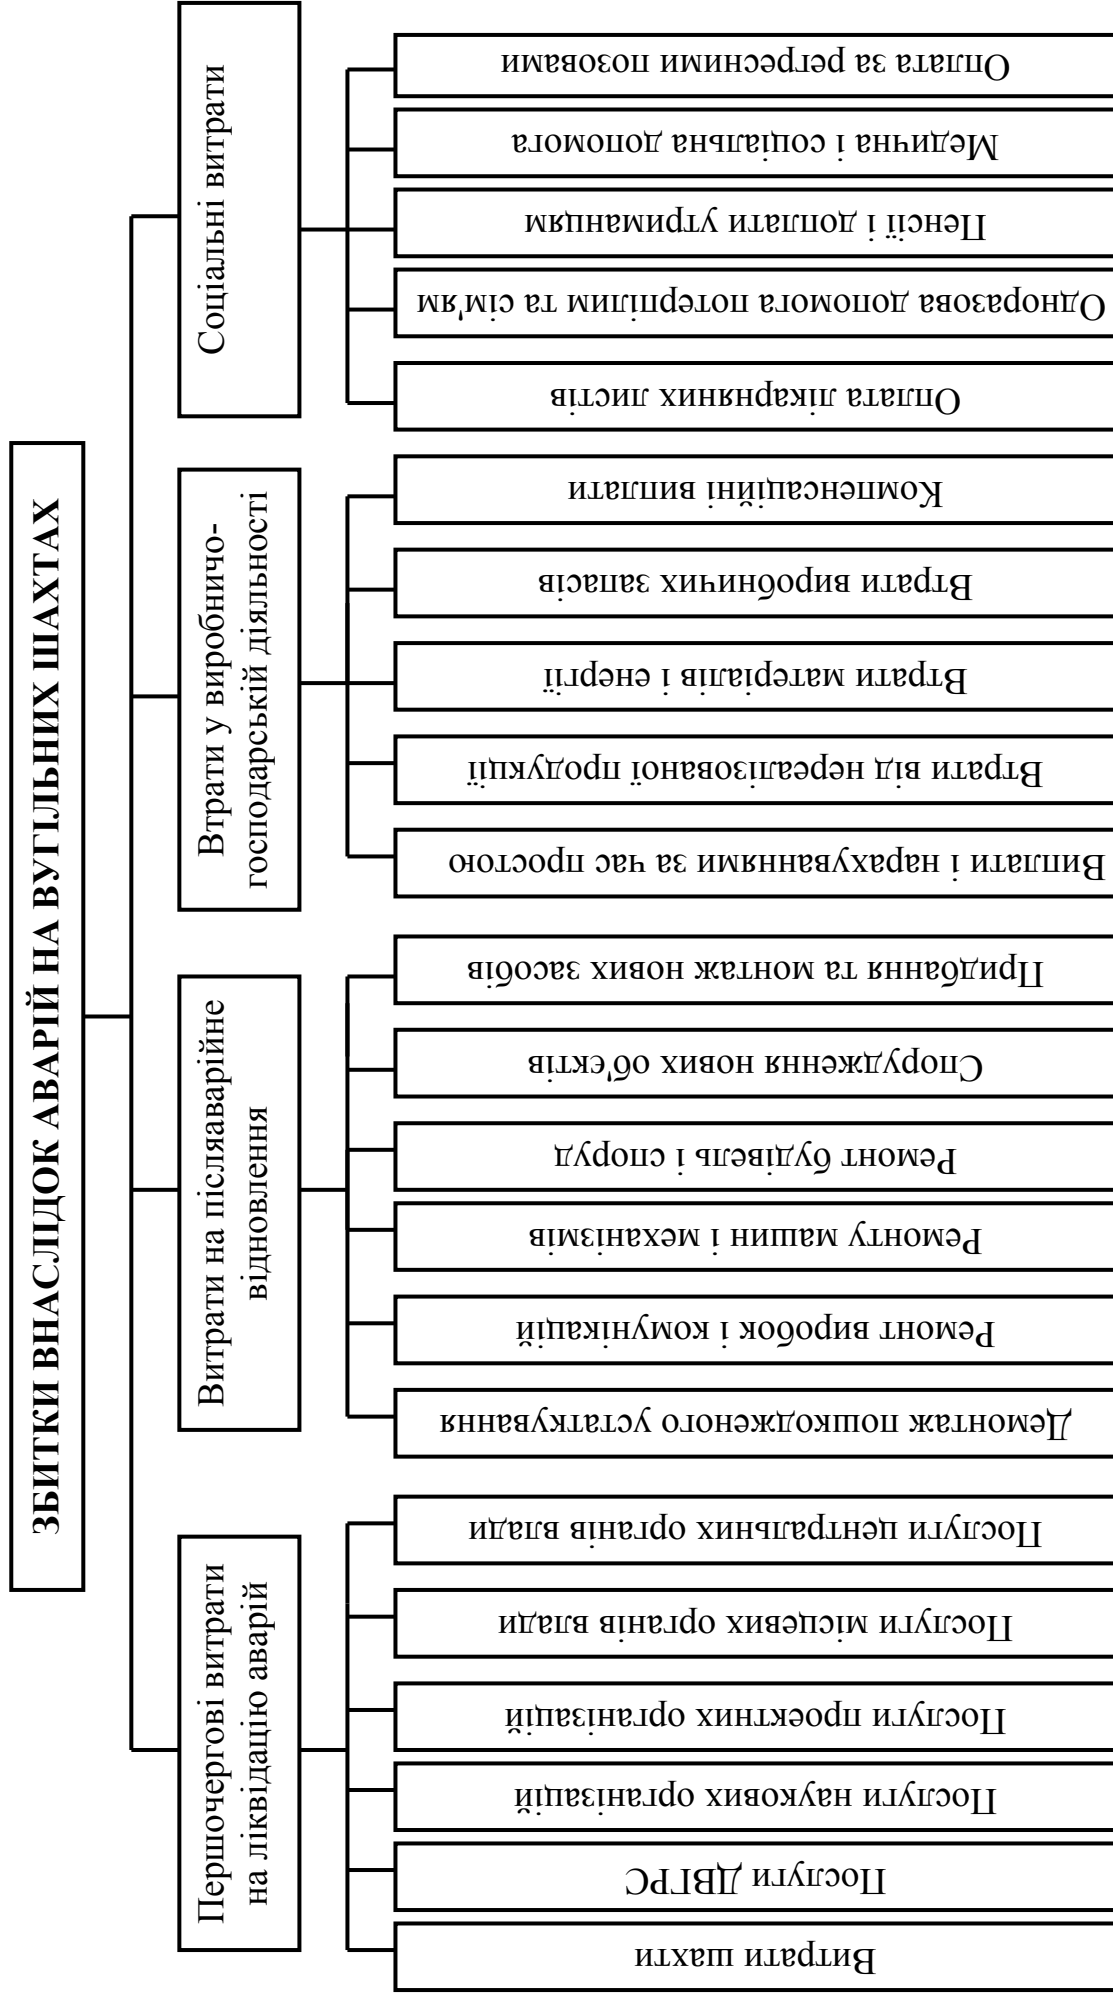 ЗБИТКИ ВНАСЛІДОК АВАРІЙ НА ВУГІЛЬНИХ ШАХТАХ
Першочергові витрати
на ліквідацію аварій
Витрати на післяаварійне
відновлення
Втрати у виробничо-
господарській діяльності
Соціальні витрати
Витрати шахти
Послуги ДВГРС
Послуги наукових організацій
Послуги проектних організацій
Послуги місцевих органів влади
Послуги центральних органів влади
Демонтаж пошкодженого устаткування
Ремонт виробок і комунікацій
Ремонту машин і механізмів
Ремонт будівель і споруд
Спорудження нових об'єктів
Придбання та монтаж нових засобів
Виплати і нарахуваннями за час простою
Втрати від нереалізованої продукції
Втрати матеріалів і енергії
Втрати виробничих запасів
Компенсаційні виплати
Оплата лікарняних листів
Одноразова допомога потерпілим та сім'ям
Пенсії і доплати утриманцям
Медична і соціальна допомога
Оплата за регресними позовами